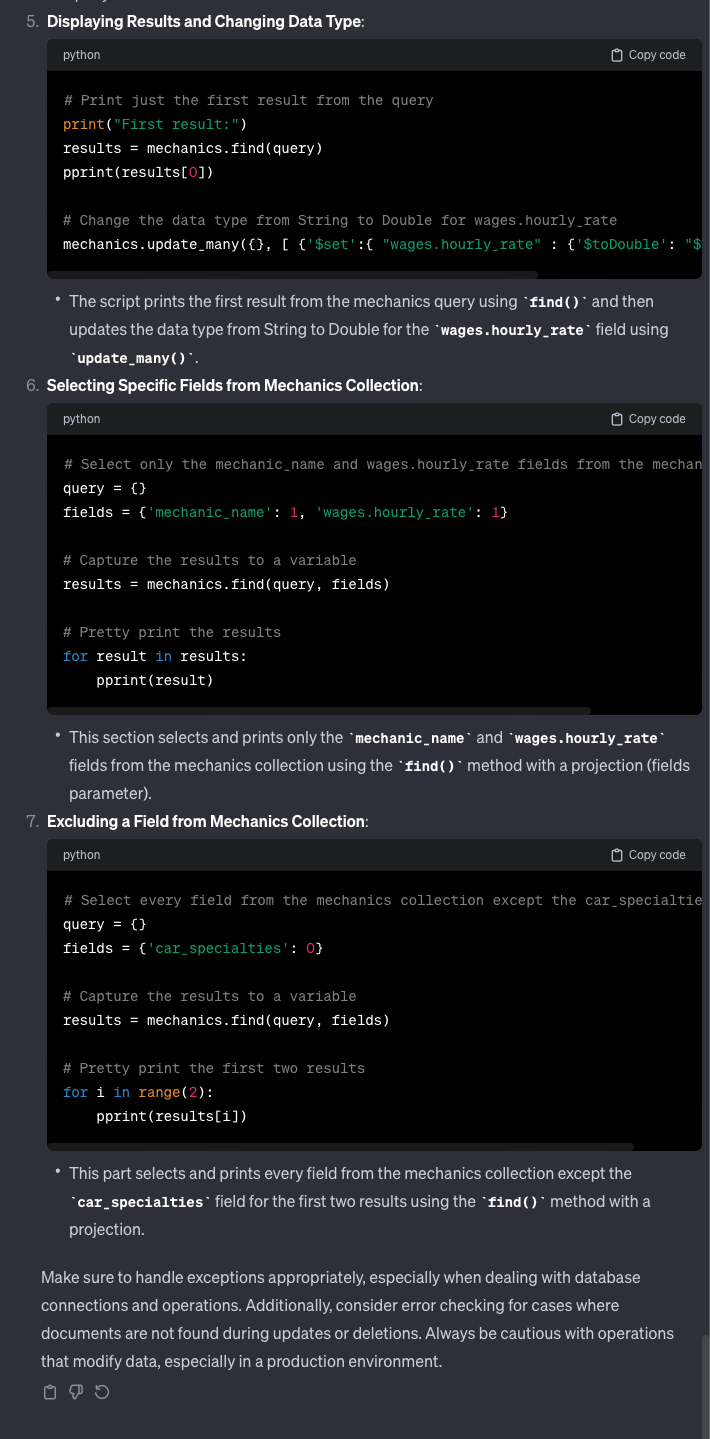 5. Displaying Results and Changing Data Type:
python Copy code
# Print just the first result from the query
print("First result:")
results = mechanics.find(query)
pprint(results[0])
# Change the data type from String to Double for wages.hourly_rate
mechanics.update_many({}, [ {'$set':{ "wages.hourly_rate" : {'$toDouble': "$
• The script prints the first result from the mechanics query using `find()` and then
updates the data type from String to Double for the `wages.hourly_rate` field using
`update_many()`.
6. Selecting Specific Fields from Mechanics Collection:
python Copy code
# Select only the mechanic_name and wages.hourly_rate fields from the mechan
query = {}
fields = {'mechanic_name': 1, 'wages.hourly_rate': 1}
# Capture the results to a variable
results = mechanics.find(query, fields)
# Pretty print the results
for result in results:
    pprint(result)
• This section selects and prints only the `mechanic_name` and `wages.hourly_rate`
fields from the mechanics collection using the `find()` method with a projection (fields
parameter).
7. Excluding a Field from Mechanics Collection:
python Copy code
# Select every field from the mechanics collection except the car_specialtie
query = {}
fields = {'car_specialties': 0}
# Capture the results to a variable
results = mechanics.find(query, fields)
# Pretty print the first two results
for i in range(2):
    pprint(results[i])
• This part selects and prints every field from the mechanics collection except the
`car_specialties` field for the first two results using the `find()` method with a
projection.
Make sure to handle exceptions appropriately, especially when dealing with database
connections and operations. Additionally, consider error checking for cases where
documents are not found during updates or deletions. Always be cautious with operations
that modify data, especially in a production environment.